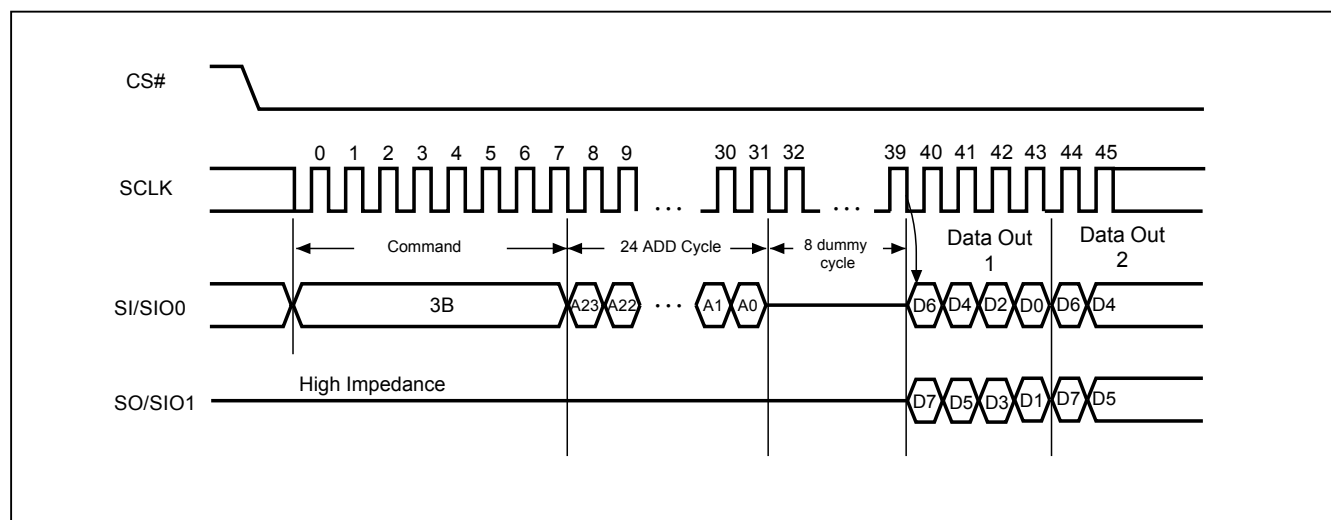 CS#
0 1 2 3 4 5 6 7 8 9 30 31 32 39 40 41 42 43 44 45
SCLK
... ...
Command 24 ADD Cycle 8 dummy
cycle
Data Out
1
Data Out
2
SI/SIO0 3B A23 A22 ... A1 A0 D6 D4 D2 D0 D6 D4
High Impedance
SO/SIO1 D7 D5 D3 D1 D7 D5